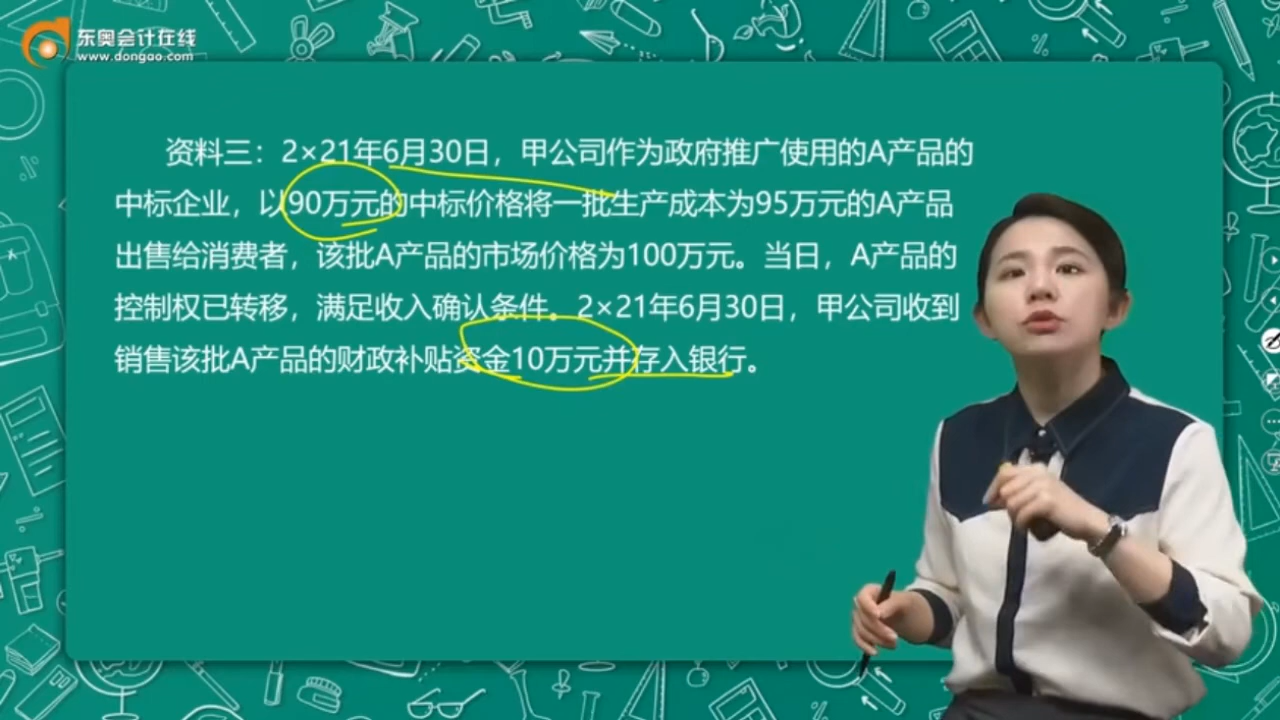 东奥会计在线
www.dongao.com
资料三：2×21年6月30日，甲公司作为政府推广使用的A产品的
中标企业，以90万元的中标价格将一批生产成本为95万元的A产品
出售给消费者，该批A产品的市场价格为100万元。当日，A产品的
控制权已转移，满足收入确认条件。2×21年6月30日，甲公司收到
销售该批A产品的财政补贴资金10万元并存入银行。